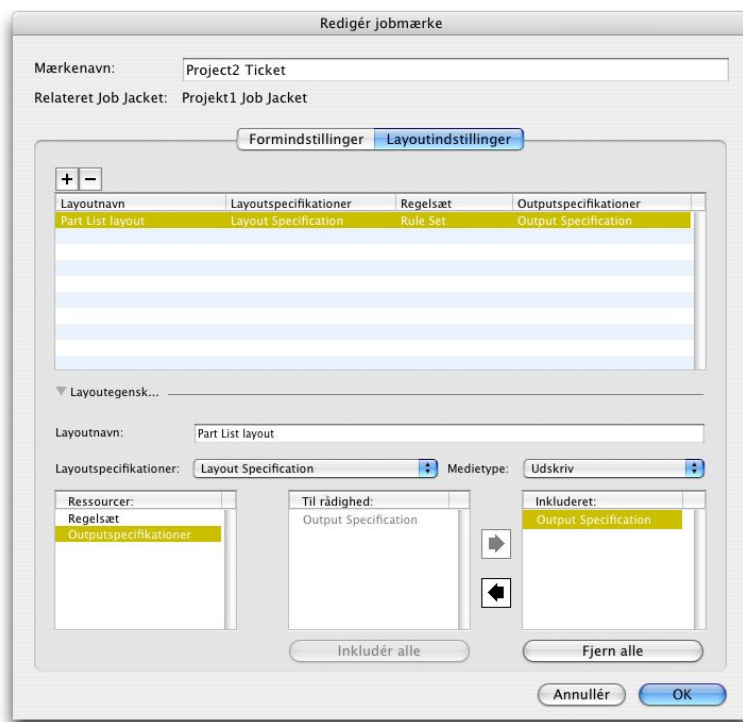 Redigér jobmærke
Mærkenavn: Project2 Ticket
Relateret Job Jacket: Projekt1 Job Jacket
Formindstillinger Layoutindstillinger
+ −
Layoutnavn Layoutspecifikationer Regelsæt Outputspecifikationer
Part List layout Layout Specification Rule Set Output Specification
Layoutegensk...
Layoutnavn: Part List layout
Layoutspecifikationer: Layout Specification Medietype: Udskriv
Ressourcer: Til rådighed: Inkluderet:
Regelsæt Output Specification Output Specification
Outputspecifikationer
Inkludér alle Fjern alle
Annullér OK